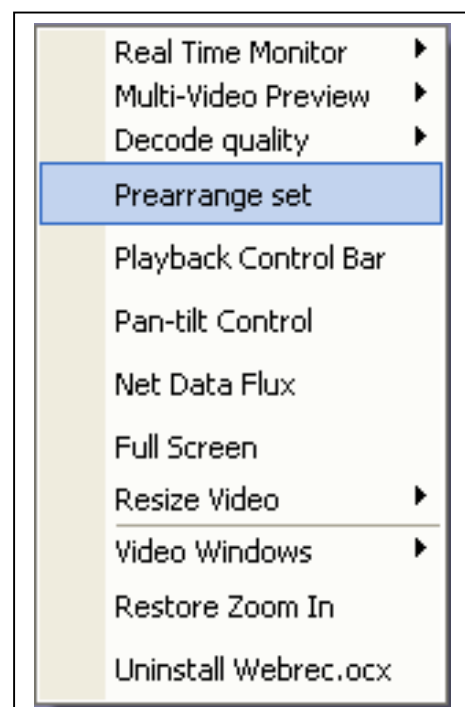 Real Time Monitor
Multi-Video Preview
Decode quality
Prearrange set
Playback Control Bar
Pan-tilt Control
Net Data Flux
Full Screen
Resize Video
Video Windows
Restore Zoom In
Uninstall Webrec.ocx